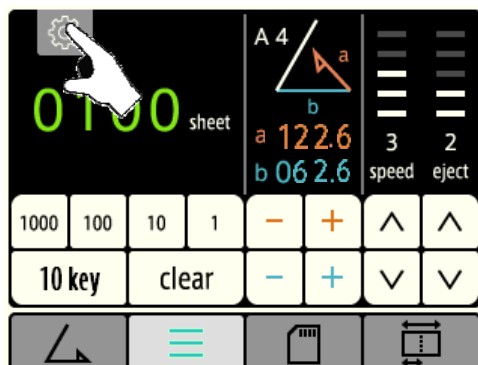 A 4
a
0100 sheet
b
a 122.6
b 062.6
3 2
speed eject
1000 100 10 1 - +
10 key clear - +